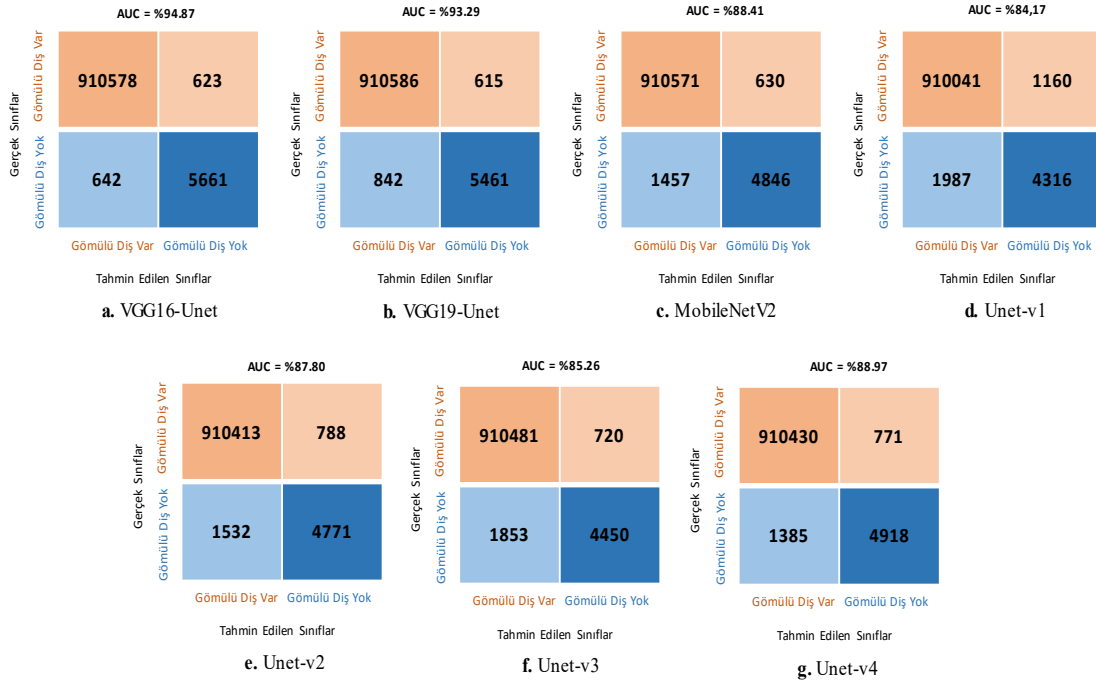 AUC = %94.87
Gerçek Sınıflar
Gömülü Diş Var
Gömülü Diş Yok
910578 623
642 5661
Gömülü Diş Var Gömülü Diş Yok
Tahmin Edilen Sınıflar
a. VGG16-Unet
AUC = %93.29
Gerçek Sınıflar
Gömülü Diş Var
Gömülü Diş Yok
910586 615
842 5461
Gömülü Diş Var Gömülü Diş Yok
Tahmin Edilen Sınıflar
b. VGG19-Unet
AUC = %88.41
Gerçek Sınıflar
Gömülü Diş Var
Gömülü Diş Yok
910571 630
1457 4846
Gömülü Diş Var Gömülü Diş Yok
Tahmin Edilen Sınıflar
c. MobileNetV2
AUC = %84,17
Gerçek Sınıflar
Gömülü Diş Var
Gömülü Diş Yok
910041 1160
1987 4316
Gömülü Diş Var Gömülü Diş Yok
Tahmin Edilen Sınıflar
d. Unet-v1
AUC = %87.80
Gerçek Sınıflar
Gömülü Diş Var
Gömülü Diş Yok
910413 788
1532 4771
Gömülü Diş Var Gömülü Diş Yok
Tahmin Edilen Sınıflar
e. Unet-v2
AUC = %85.26
Gerçek Sınıflar
Gömülü Diş Var
Gömülü Diş Yok
910481 720
1853 4450
Gömülü Diş Var Gömülü Diş Yok
Tahmin Edilen Sınıflar
f. Unet-v3
AUC = %88.97
Gerçek Sınıflar
Gömülü Diş Var
Gömülü Diş Yok
910430 771
1385 4918
Gömülü Diş Var Gömülü Diş Yok
Tahmin Edilen Sınıflar
g. Unet-v4